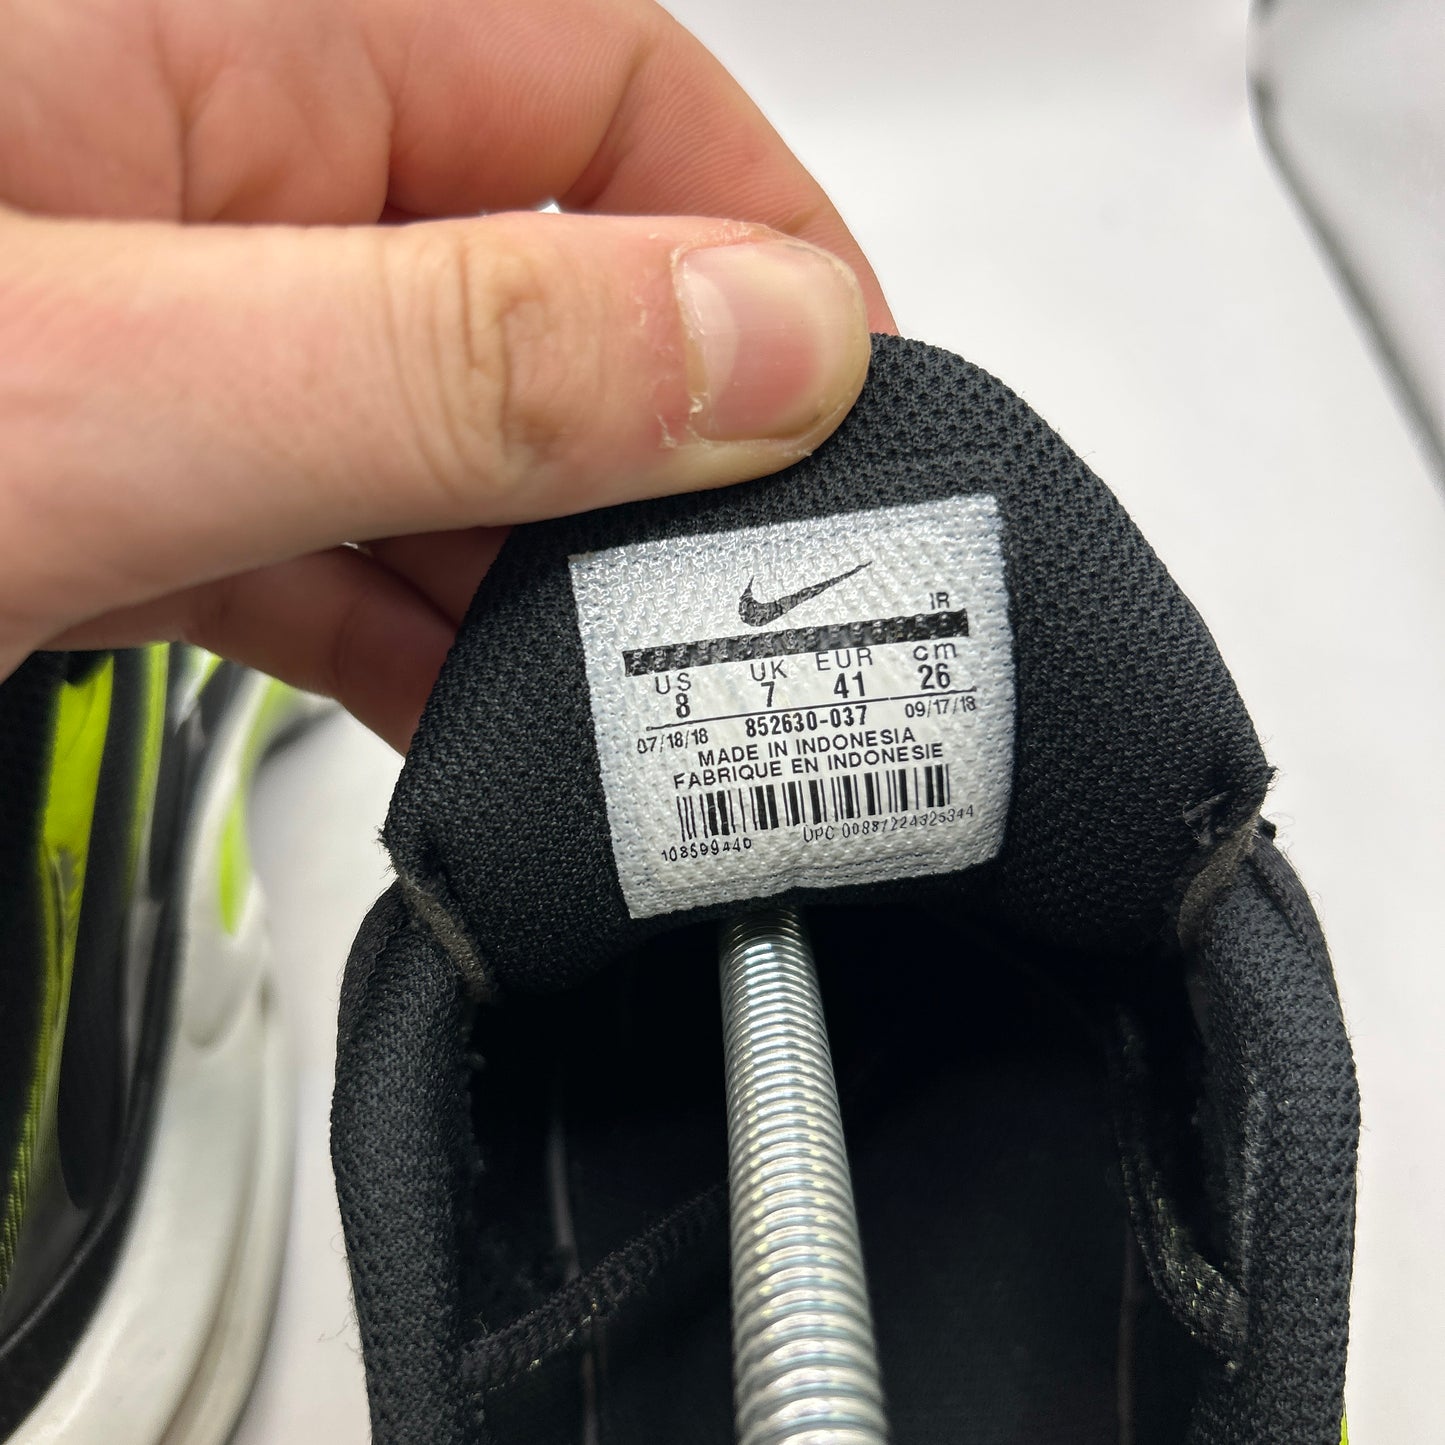 IR
US UK EUR cm
8 7 41 26
07/18/18 852630-037 09/17/18
MADE IN INDONESIA
FABRIQUE EN INDONESIE
UPC 00887224325344